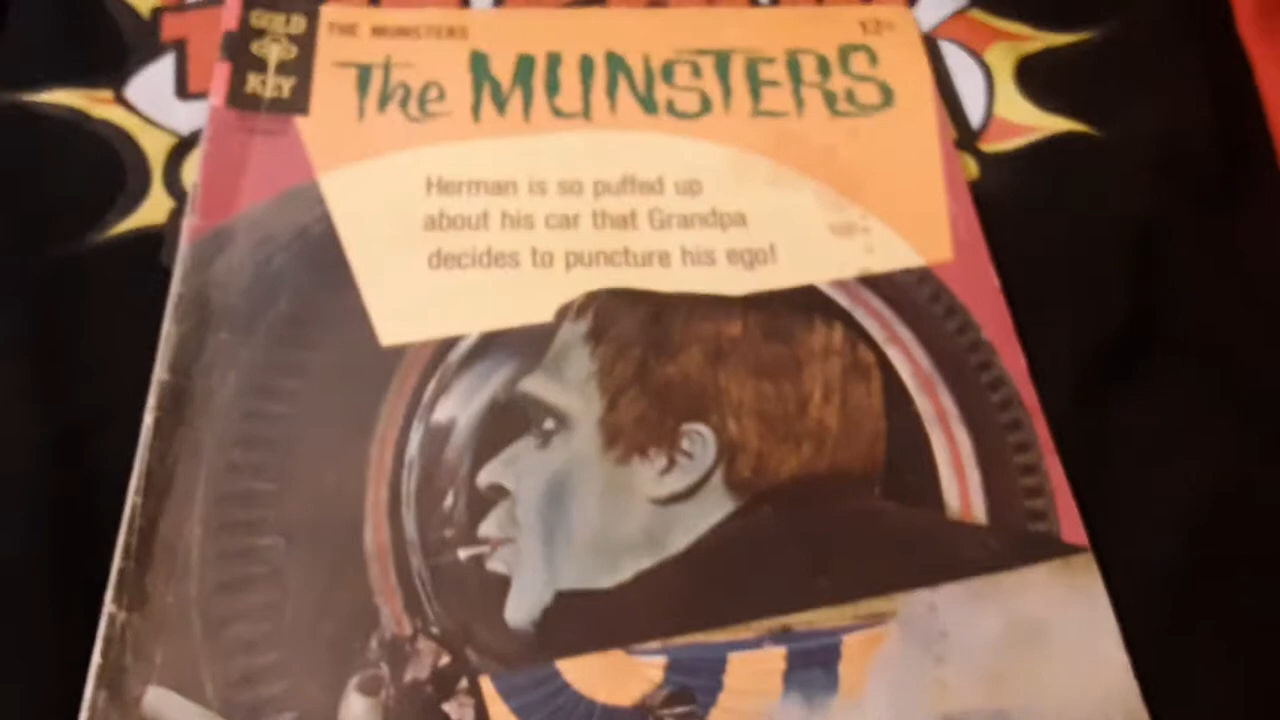 GOLD
KEY
THE MUNSTERS
12¢
The MUNSTERS
Herman is so puffed up
about his car that Grandpa
decides to puncture his ego!